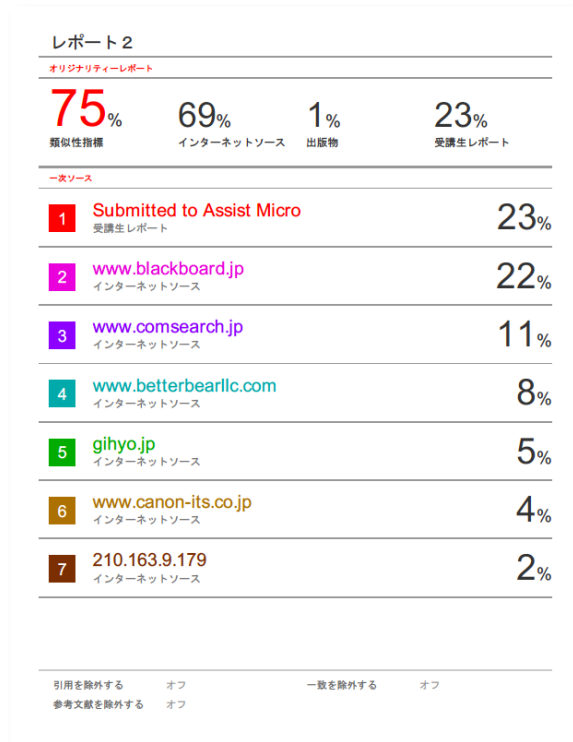 レポート２
オリジナリティーレポート
75%
69%
1%
23%
類似性指標
インターネットソース
出版物
受講生レポート
一次ソース
1
Submitted to Assist Micro
受講生レポート
23%
2
www.blackboard.jp
インターネットソース
22%
3
www.comsearch.jp
インターネットソース
11%
4
www.betterbearllc.com
インターネットソース
8%
5
gihyo.jp
インターネットソース
5%
6
www.canon-its.co.jp
インターネットソース
4%
7
210.163.9.179
インターネットソース
2%
引用を除外する オフ
一致を除外する オフ
参考文献を除外する オフ